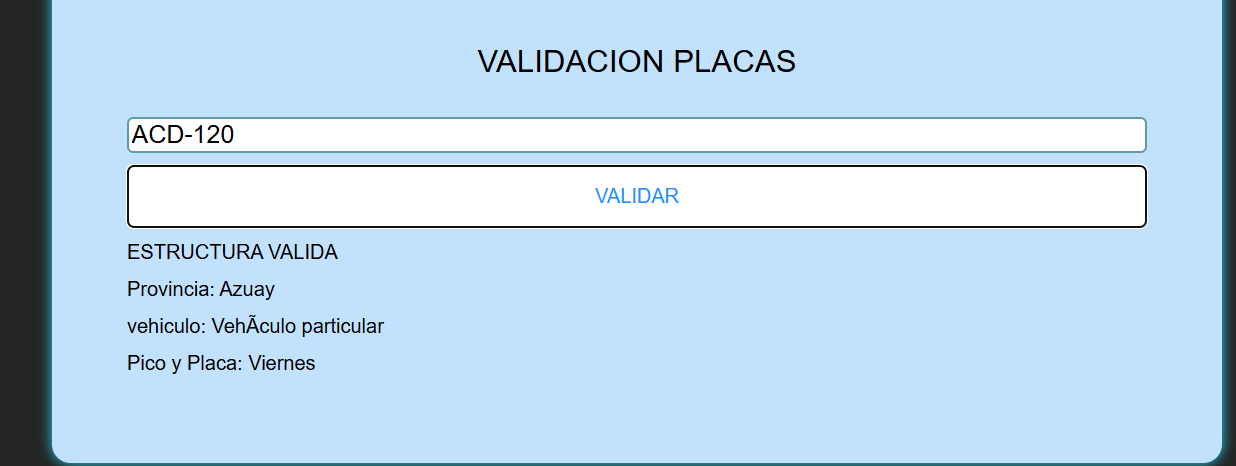 VALIDACION PLACAS
ACD-120
VALIDAR
ESTRUCTURA VALIDA
Provincia: Azuay
vehiculo: VehÃculo particular
Pico y Placa: Viernes